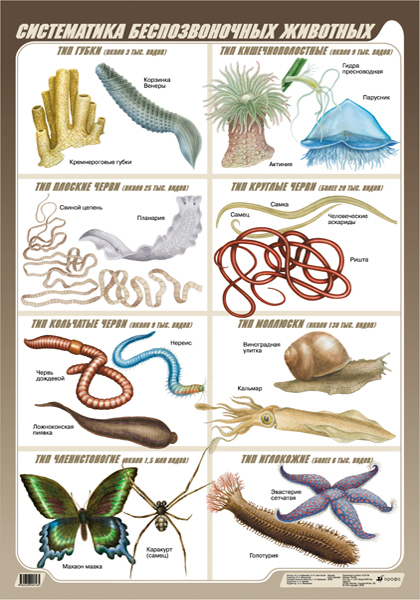 СИСТЕМАТИКА БЕСПОЗВОНОЧНЫХ ЖИВОТНЫХ
ТИП ГУБКИ (ОКОЛО 3 ТЫС. ВИДОВ)
Корзинка
Венеры
Кремнероговые губки
ТИП КИШЕЧНОПОЛОСТНЫЕ (ОКОЛО 9 ТЫС. ВИДОВ)
Гидра
пресноводная
Парусник
Актиния
ТИП ПЛОСКИЕ ЧЕРВИ (ОКОЛО 25 ТЫС. ВИДОВ)
Свиной цепень
Планария
ТИП КРУГЛЫЕ ЧЕРВИ (БОЛЕЕ 20 ТЫС. ВИДОВ)
Самка
Самец
Человеческие
аскариды
Ришта
ТИП КОЛЬЧАТЫЕ ЧЕРВИ (ОКОЛО 9 ТЫС. ВИДОВ)
Нереис
Червь
дождевой
Ложноконская
пиявка
ТИП МОЛЛЮСКИ (ОКОЛО 130 ТЫС. ВИДОВ)
Виноградная
улитка
Кальмар
ТИП ЧЛЕНИСТОНОГИЕ (ОКОЛО 1,5 МЛН ВИДОВ)
Каракурт
(самец)
Махаон маака
ТИП ИГЛОКОЖИЕ (БОЛЕЕ 6 ТЫС. ВИДОВ)
Эвастерия
сетчатая
Голотурия
дрофа